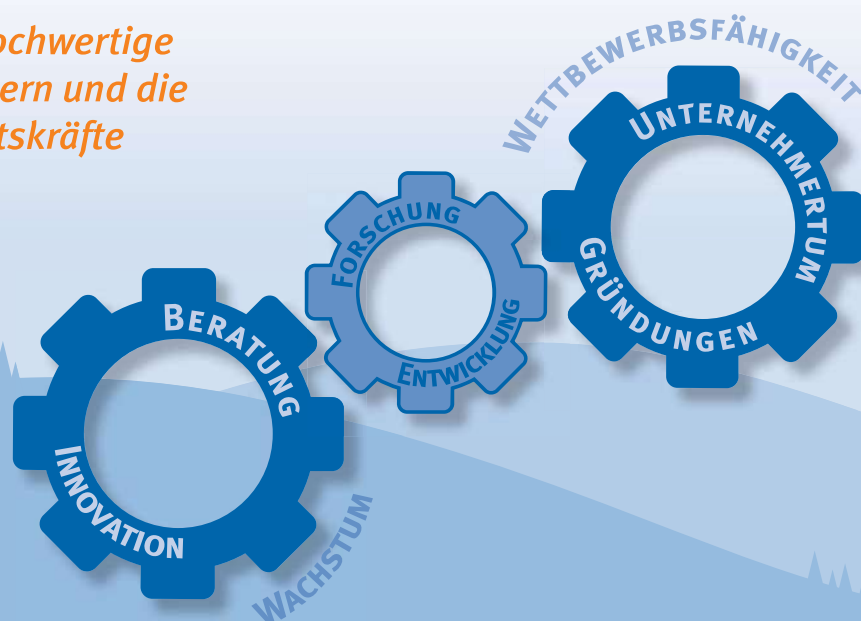 ochwertige
ern und die
tskräfte
WETTBEWERBSFÄHIGKEIT
UNTERNEHMERTUM
GRÜNDUNGEN
FORSCHUNG
ENTWICKLUNG
BERATUNG
INNOVATION
WACHSTUM